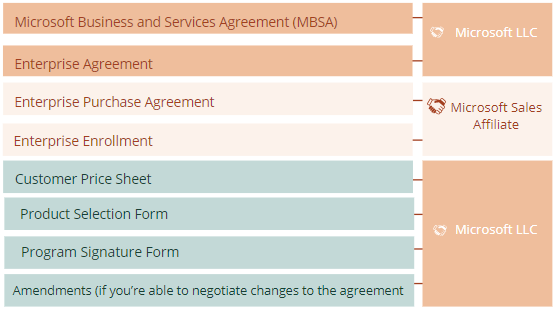 Microsoft Business and Services Agreement (MBSA)
Microsoft LLC
Enterprise Agreement
Enterprise Purchase Agreement
Microsoft Sales
Affiliate
Enterprise Enrollment
Customer Price Sheet
Product Selection Form
Microsoft LLC
Program Signature Form
Amendments (if you’re able to negotiate changes to the agreement